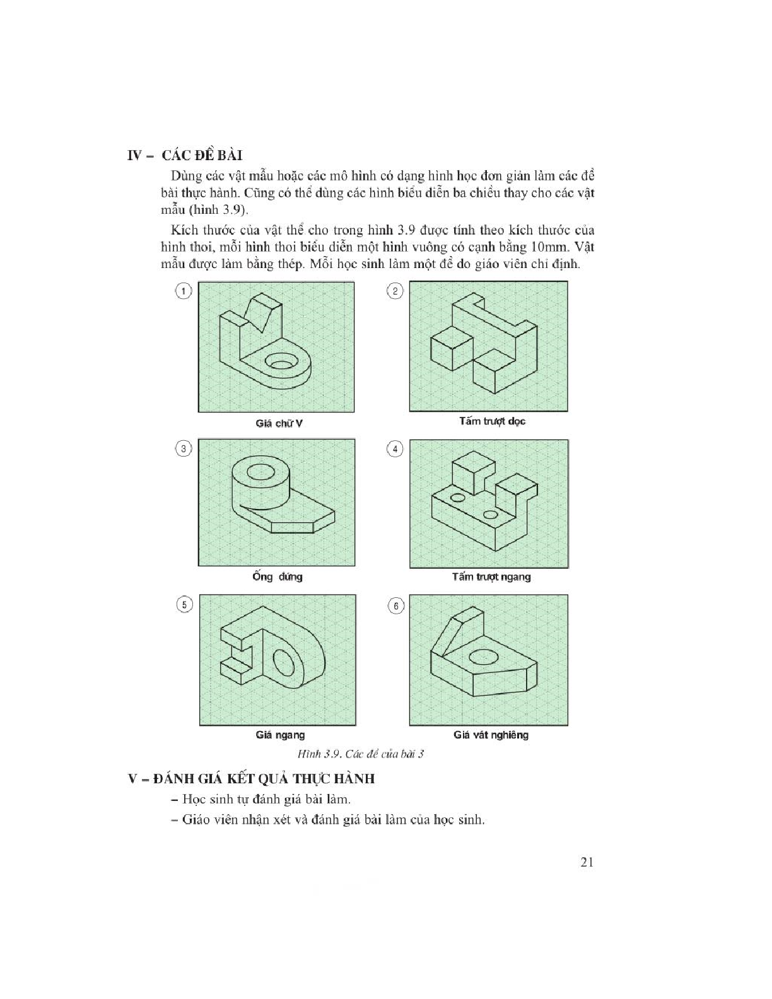 IV – CÁC ĐỀ BÀI
Dùng các vật mẫu hoặc các mô hình có dạng hình học đơn giản làm các đề
bài thực hành. Cũng có thể dùng các hình biểu diễn ba chiều thay cho các vật
mẫu (hình 3.9).
Kích thước của vật thể cho trong hình 3.9 được tính theo kích thước của
hình thoi, mỗi hình thoi biểu diễn một hình vuông có cạnh bằng 10mm. Vật
mẫu được làm bằng thép. Mỗi học sinh làm một đề do giáo viên chỉ định.
1
2
Giá chữ V
Tấm trượt dọc
3
4
Ống đứng
Tấm trượt ngang
5
6
Giá ngang
Giá vát nghiêng
Hình 3.9. Các đề của bài 3
V – ĐÁNH GIÁ KẾT QUẢ THỰC HÀNH
– Học sinh tự đánh giá bài làm.
– Giáo viên nhận xét và đánh giá bài làm của học sinh.
21